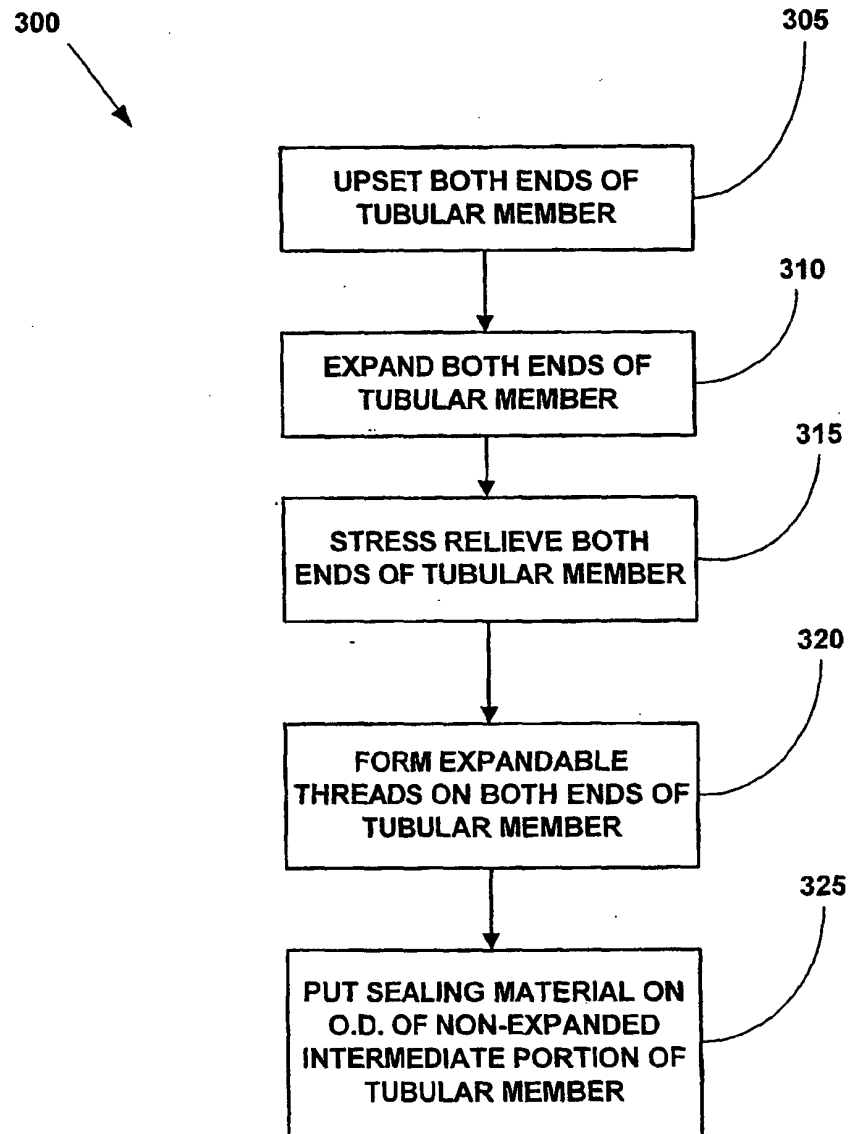 300
305
UPSET BOTH ENDS OF
TUBULAR MEMBER
310
EXPAND BOTH ENDS OF
TUBULAR MEMBER
315
STRESS RELIEVE BOTH
ENDS OF TUBULAR MEMBER
320
FORM EXPANDABLE
THREADS ON BOTH ENDS OF
TUBULAR MEMBER
325
PUT SEALING MATERIAL ON
O.D. OF NON-EXPANDED
INTERMEDIATE PORTION OF
TUBULAR MEMBER